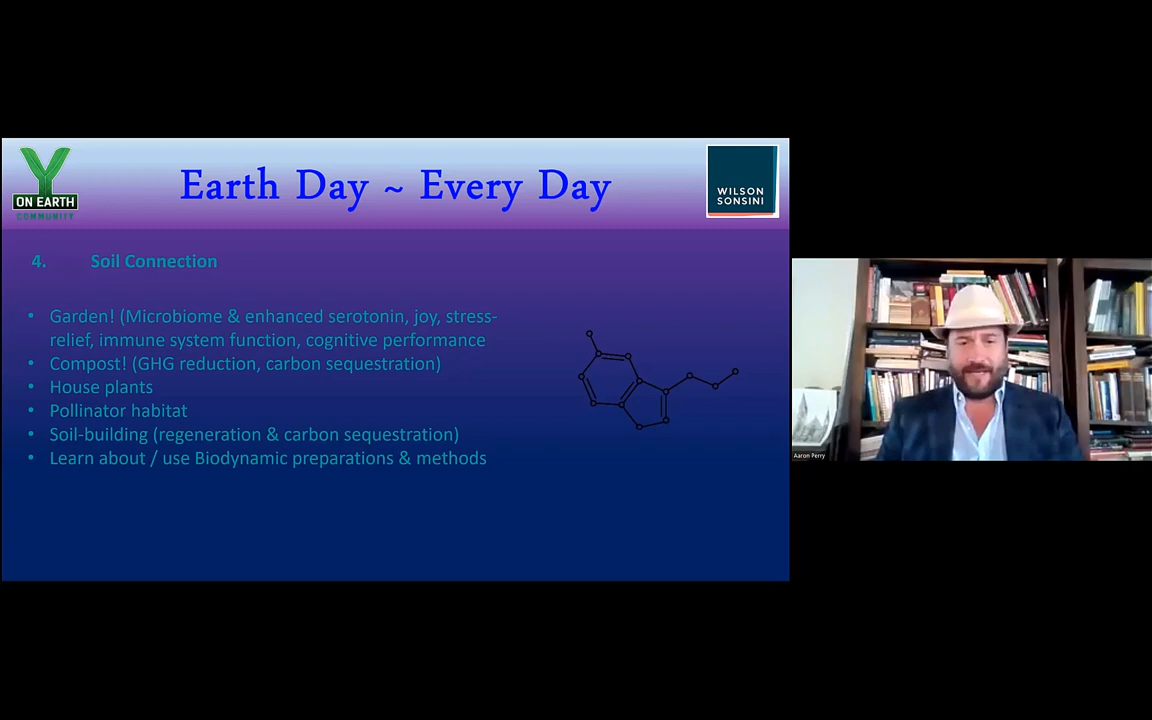 Y
ON EARTH
COMMUNITY
Earth Day ~ Every Day
WILSON
SONSINI
4. Soil Connection
• Garden! (Microbiome & enhanced serotonin, joy, stress-
relief, immune system function, cognitive performance
• Compost! (GHG reduction, carbon sequestration)
• House plants
• Pollinator habitat
• Soil-building (regeneration & carbon sequestration)
• Learn about / use Biodynamic preparations & methods
Aaron Perry